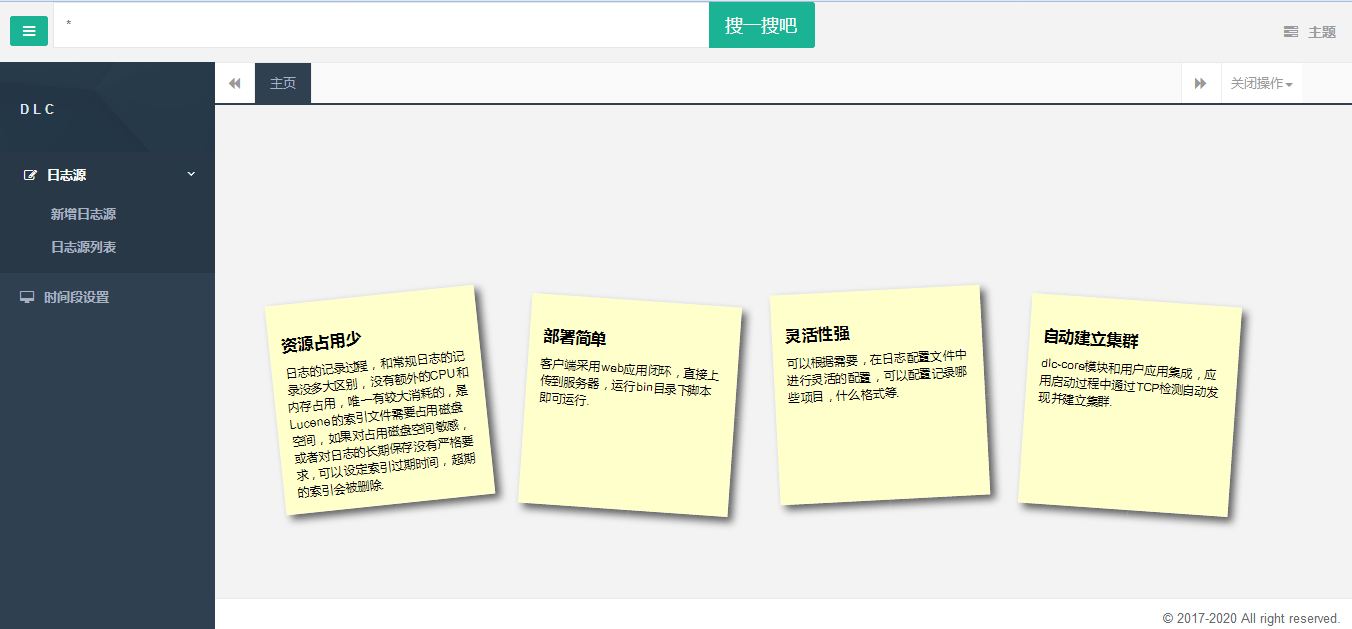 *
搜一搜吧
主题
DLC
主页
关闭操作
日志源
新增日志源
日志源列表
时间段设置
资源占用少
日志的记录过程，和常规日志的记
录没多大区别，没有额外的CPU和
内存占用，唯一有较大消耗的，是
Lucene的索引文件需要占用磁盘
空间，如果对占用磁盘空间敏感，
或者对日志的长期保存没有严格要
求，可以设定索引过期时间，超期
的索引会被删除.
部署简单
客户端采用web应用闭环，直接上
传到服务器，运行bin目录下脚本
即可运行.
灵活性强
可以根据需要，在日志配置文件中
进行灵活的配置，可以配置记录哪
些项目，什么格式等.
自动建立集群
dlc-core模块和用户应用集成，应
用启动过程中通过TCP检测自动发
现并建立集群.
© 2017-2020 All right reserved.